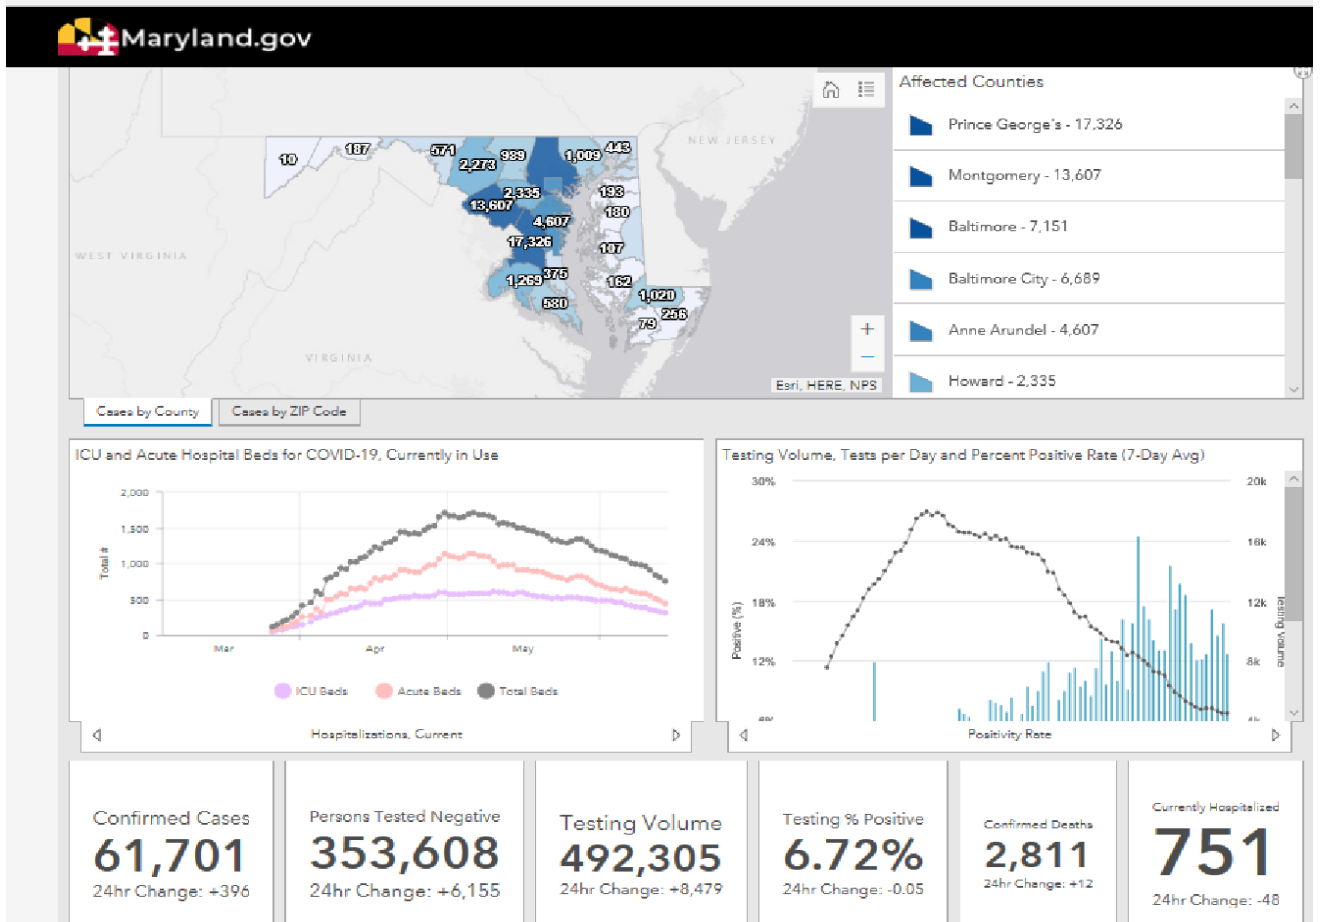 Maryland.gov
Affected Counties
Prince George's - 17,326
Montgomery - 13,607
Baltimore - 7,151
Baltimore City - 6,689
Anne Arundel - 4,607
Howard - 2,335
NEW JERSEY
WEST VIRGINIA
VIRGINIA
10
187
571
2,273
989
1,009
443
2,335
193
13,607
180
4,607
17,326
107
1,269
375
162
1,020
580
256
79
+
−
Esri, HERE, NPS
Cases by County
Cases by ZIP Code
ICU and Acute Hospital Beds for COVID-19, Currently in Use
2,000
1,500
1,000
500
0
Total #
Mar
Apr
May
ICU Beds
Acute Beds
Total Beds
Hospitalizations, Current
Testing Volume, Tests per Day and Percent Positive Rate (7-Day Avg)
30%
24%
18%
12%
Positive (%)
20k
16k
12k
8k
Testing Volume
Positivity Rate
Confirmed Cases
61,701
24hr Change: +396
Persons Tested Negative
353,608
24hr Change: +6,155
Testing Volume
492,305
24hr Change: +8,479
Testing % Positive
6.72%
24hr Change: -0.05
Confirmed Deaths
2,811
24hr Change: +12
Currently Hospitalized
751
24hr Change: -48